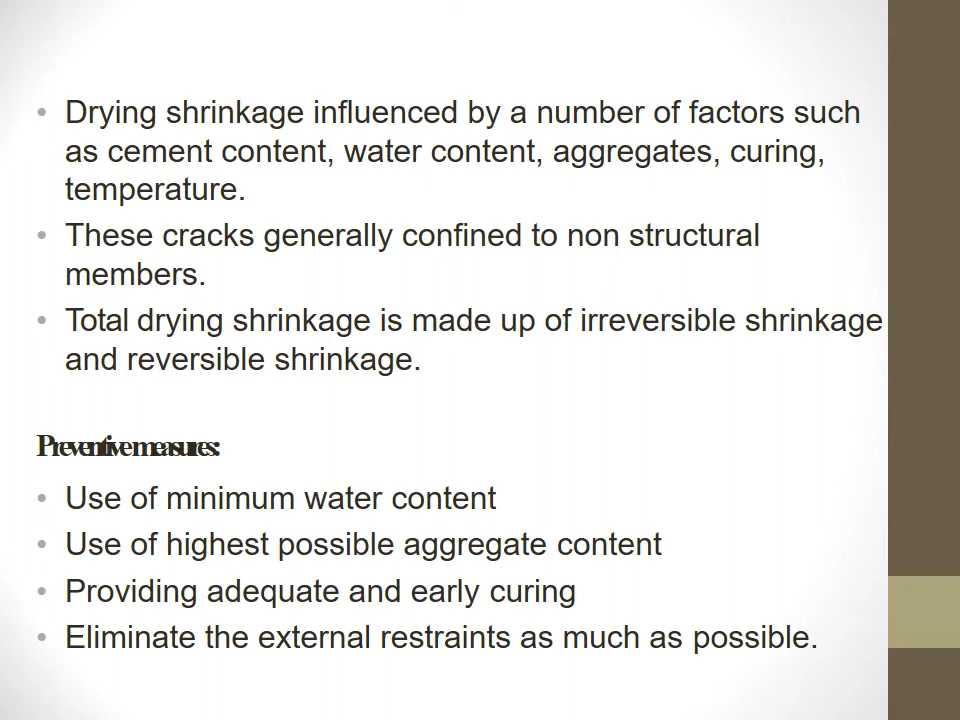 • Drying shrinkage influenced by a number of factors such
as cement content, water content, aggregates, curing,
temperature.
• These cracks generally confined to non structural
members.
• Total drying shrinkage is made up of irreversible shrinkage
and reversible shrinkage.
Preventive measures:
• Use of minimum water content
• Use of highest possible aggregate content
• Providing adequate and early curing
• Eliminate the external restraints as much as possible.